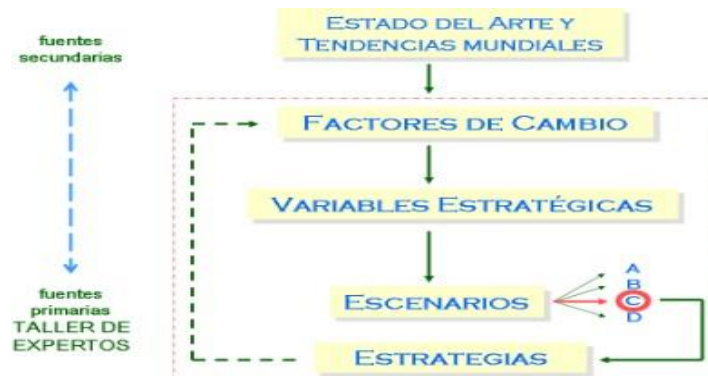 fuentes
secundarias
ESTADO DEL ARTE Y
TENDENCIAS MUNDIALES
FACTORES DE CAMBIO
VARIABLES ESTRATÉGICAS
fuentes
primarias
TALLER DE
EXPERTOS
ESCENARIOS
A
B
C
D
ESTRATEGIAS